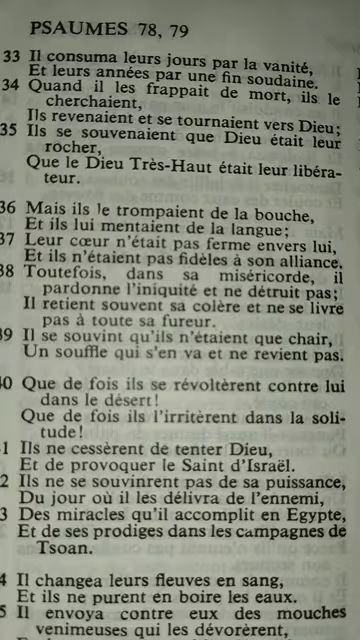 PSAUMES 78, 79
33 Il consuma leurs jours par la vanité,
Et leurs années par une fin soudaine.
34 Quand il les frappait de mort, ils le
cherchaient,
Ils revenaient et se tournaient vers Dieu;
35 Ils se souvenaient que Dieu était leur
rocher,
Que le Dieu Très-Haut était leur libéra-
teur.
36 Mais ils le trompaient de la bouche,
Et ils lui mentaient de la langue;
37 Leur cœur n'était pas ferme envers lui,
Et ils n'étaient pas fidèles à son alliance.
38 Toutefois, dans sa miséricorde, il
pardonne l'iniquité et ne détruit pas;
Il retient souvent sa colère et ne se livre
pas à toute sa fureur.
39 Il se souvint qu'ils n'étaient que chair,
Un souffle qui s'en va et ne revient pas.
40 Que de fois ils se révoltèrent contre lui
dans le désert!
Que de fois ils l'irritèrent dans la soli-
tude!
1 Ils ne cessèrent de tenter Dieu,
Et de provoquer le Saint d'Israël.
2 Ils ne se souvinrent pas de sa puissance,
Du jour où il les délivra de l'ennemi,
3 Des miracles qu'il accomplit en Egypte,
Et de ses prodiges dans les campagnes de
Tsoan.
4 Il changea leurs fleuves en sang,
Et ils ne purent en boire les eaux.
5 Il envoya contre eux des mouches
venimeuses qui les dévorèrent,